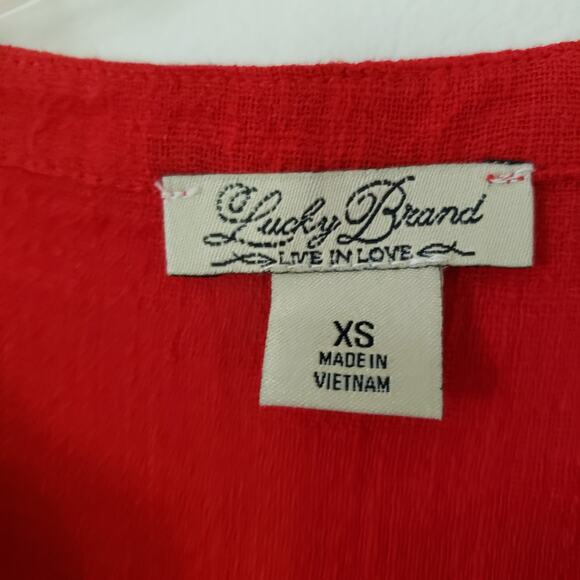 Lucky Brand
LIVE IN LOVE
XS
MADE IN
VIETNAM